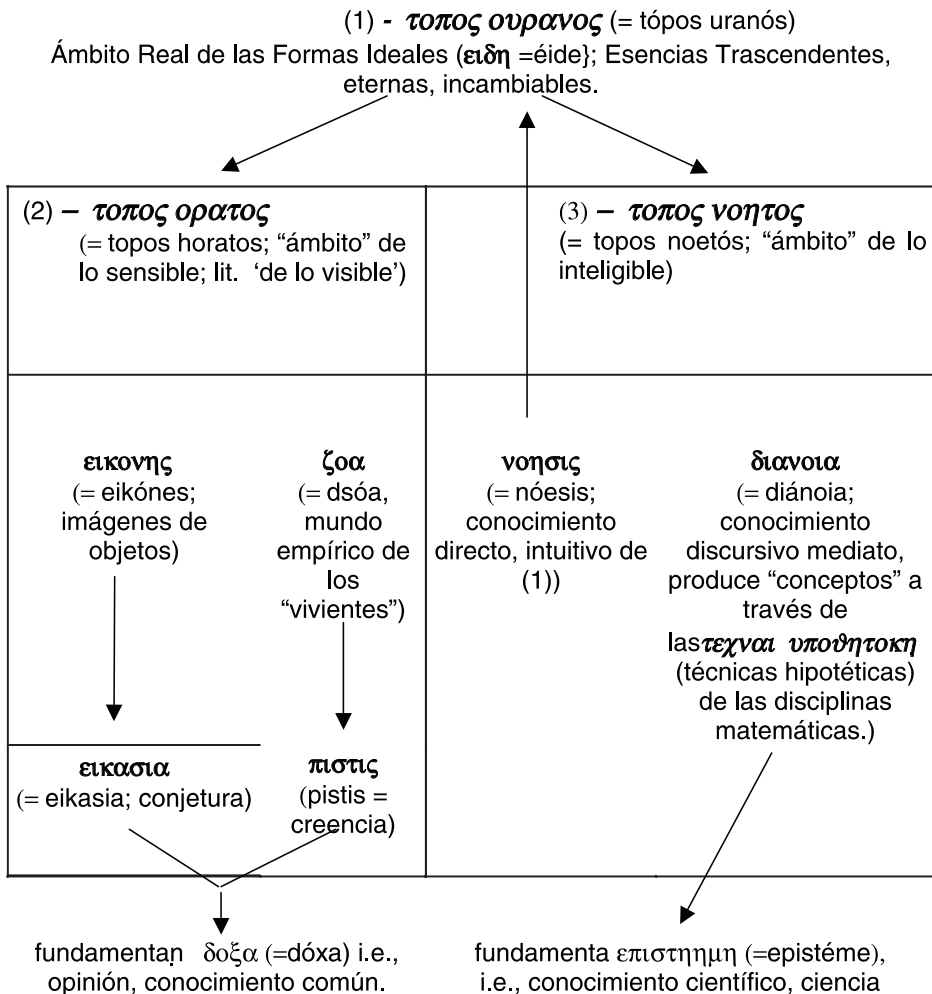 (1) - τοπος ουρανος (= tópos uranós)
Ámbito Real de las Formas Ideales (ειδη =éide}; Esencias Trascendentes,
eternas, incambiables.
(2) – τοπος ορατος
(= topos horatos; “ámbito” de
lo sensible; lit. ‘de lo visible’)
(3) – τοπος νοητος
(= topos noetós; “ámbito” de lo
inteligible)
εικονης
(= eikónes;
imágenes de
objetos)
ζοα
(= dsóa,
mundo
empírico de
los
“vivientes”)
νοησις
(= nóesis;
conocimiento
directo, intuitivo de
(1))
διανοια
(= diánoia;
conocimiento
discursivo mediato,
produce “conceptos” a
través de
lasτεχναι υποθητοκη
(técnicas hipotéticas)
de las disciplinas
matemáticas.)
εικασια
(= eikasia; conjetura)
πιστις
(pistis =
creencia)
fundamentan δοξα (=dóxa) i.e.,
opinión, conocimiento común.
fundamenta επιστηημη (=epistéme),
i.e., conocimiento científico, ciencia